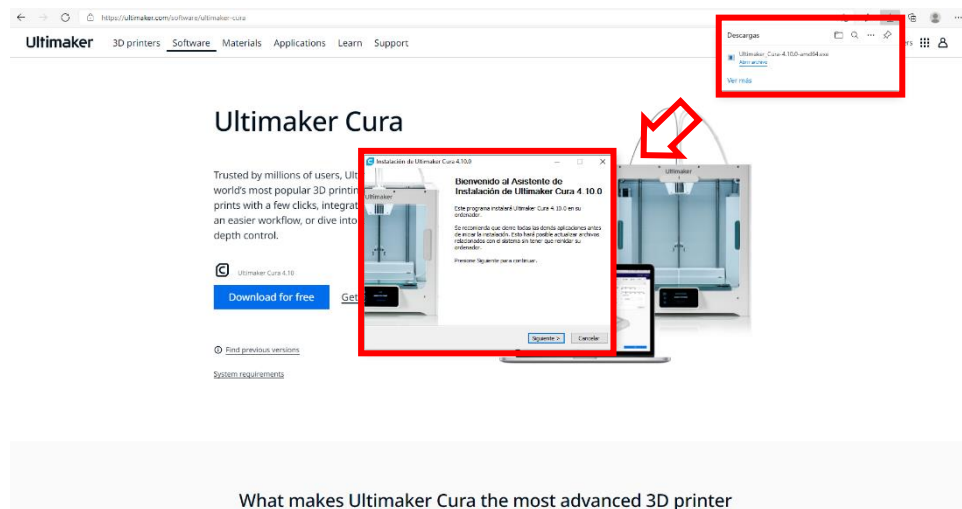 https://ultimaker.com/software/ultimaker-cura
Ultimaker 3D printers Software Materials Applications Learn Support
Descargas
Ultimaker_Cura-4.10.0-amd64.exe
Abrir archivo
Ver más
Ultimaker Cura
Trusted by millions of users, Ult
world's most popular 3D printin
prints with a few clicks, integrat
an easier workflow, or dive into
depth control.
Ultimaker Cura 4.10
Download for free Get
Find previous versions
System requirements
Instalación de Ultimaker Cura 4.10.0
Bienvenido al Asistente de
Instalación de Ultimaker Cura 4.10.0
Este programa instalará Ultimaker Cura 4.10.0 en su
ordenador.
Se recomienda que cierre todas las demás aplicaciones antes
de iniciar la instalación. Esto hará posible actualizar archivos
relacionados con el sistema sin tener que reiniciar su
ordenador.
Presione Siguiente para continuar.
Siguiente > Cancelar
Ultimaker
Ultimaker
What makes Ultimaker Cura the most advanced 3D printer